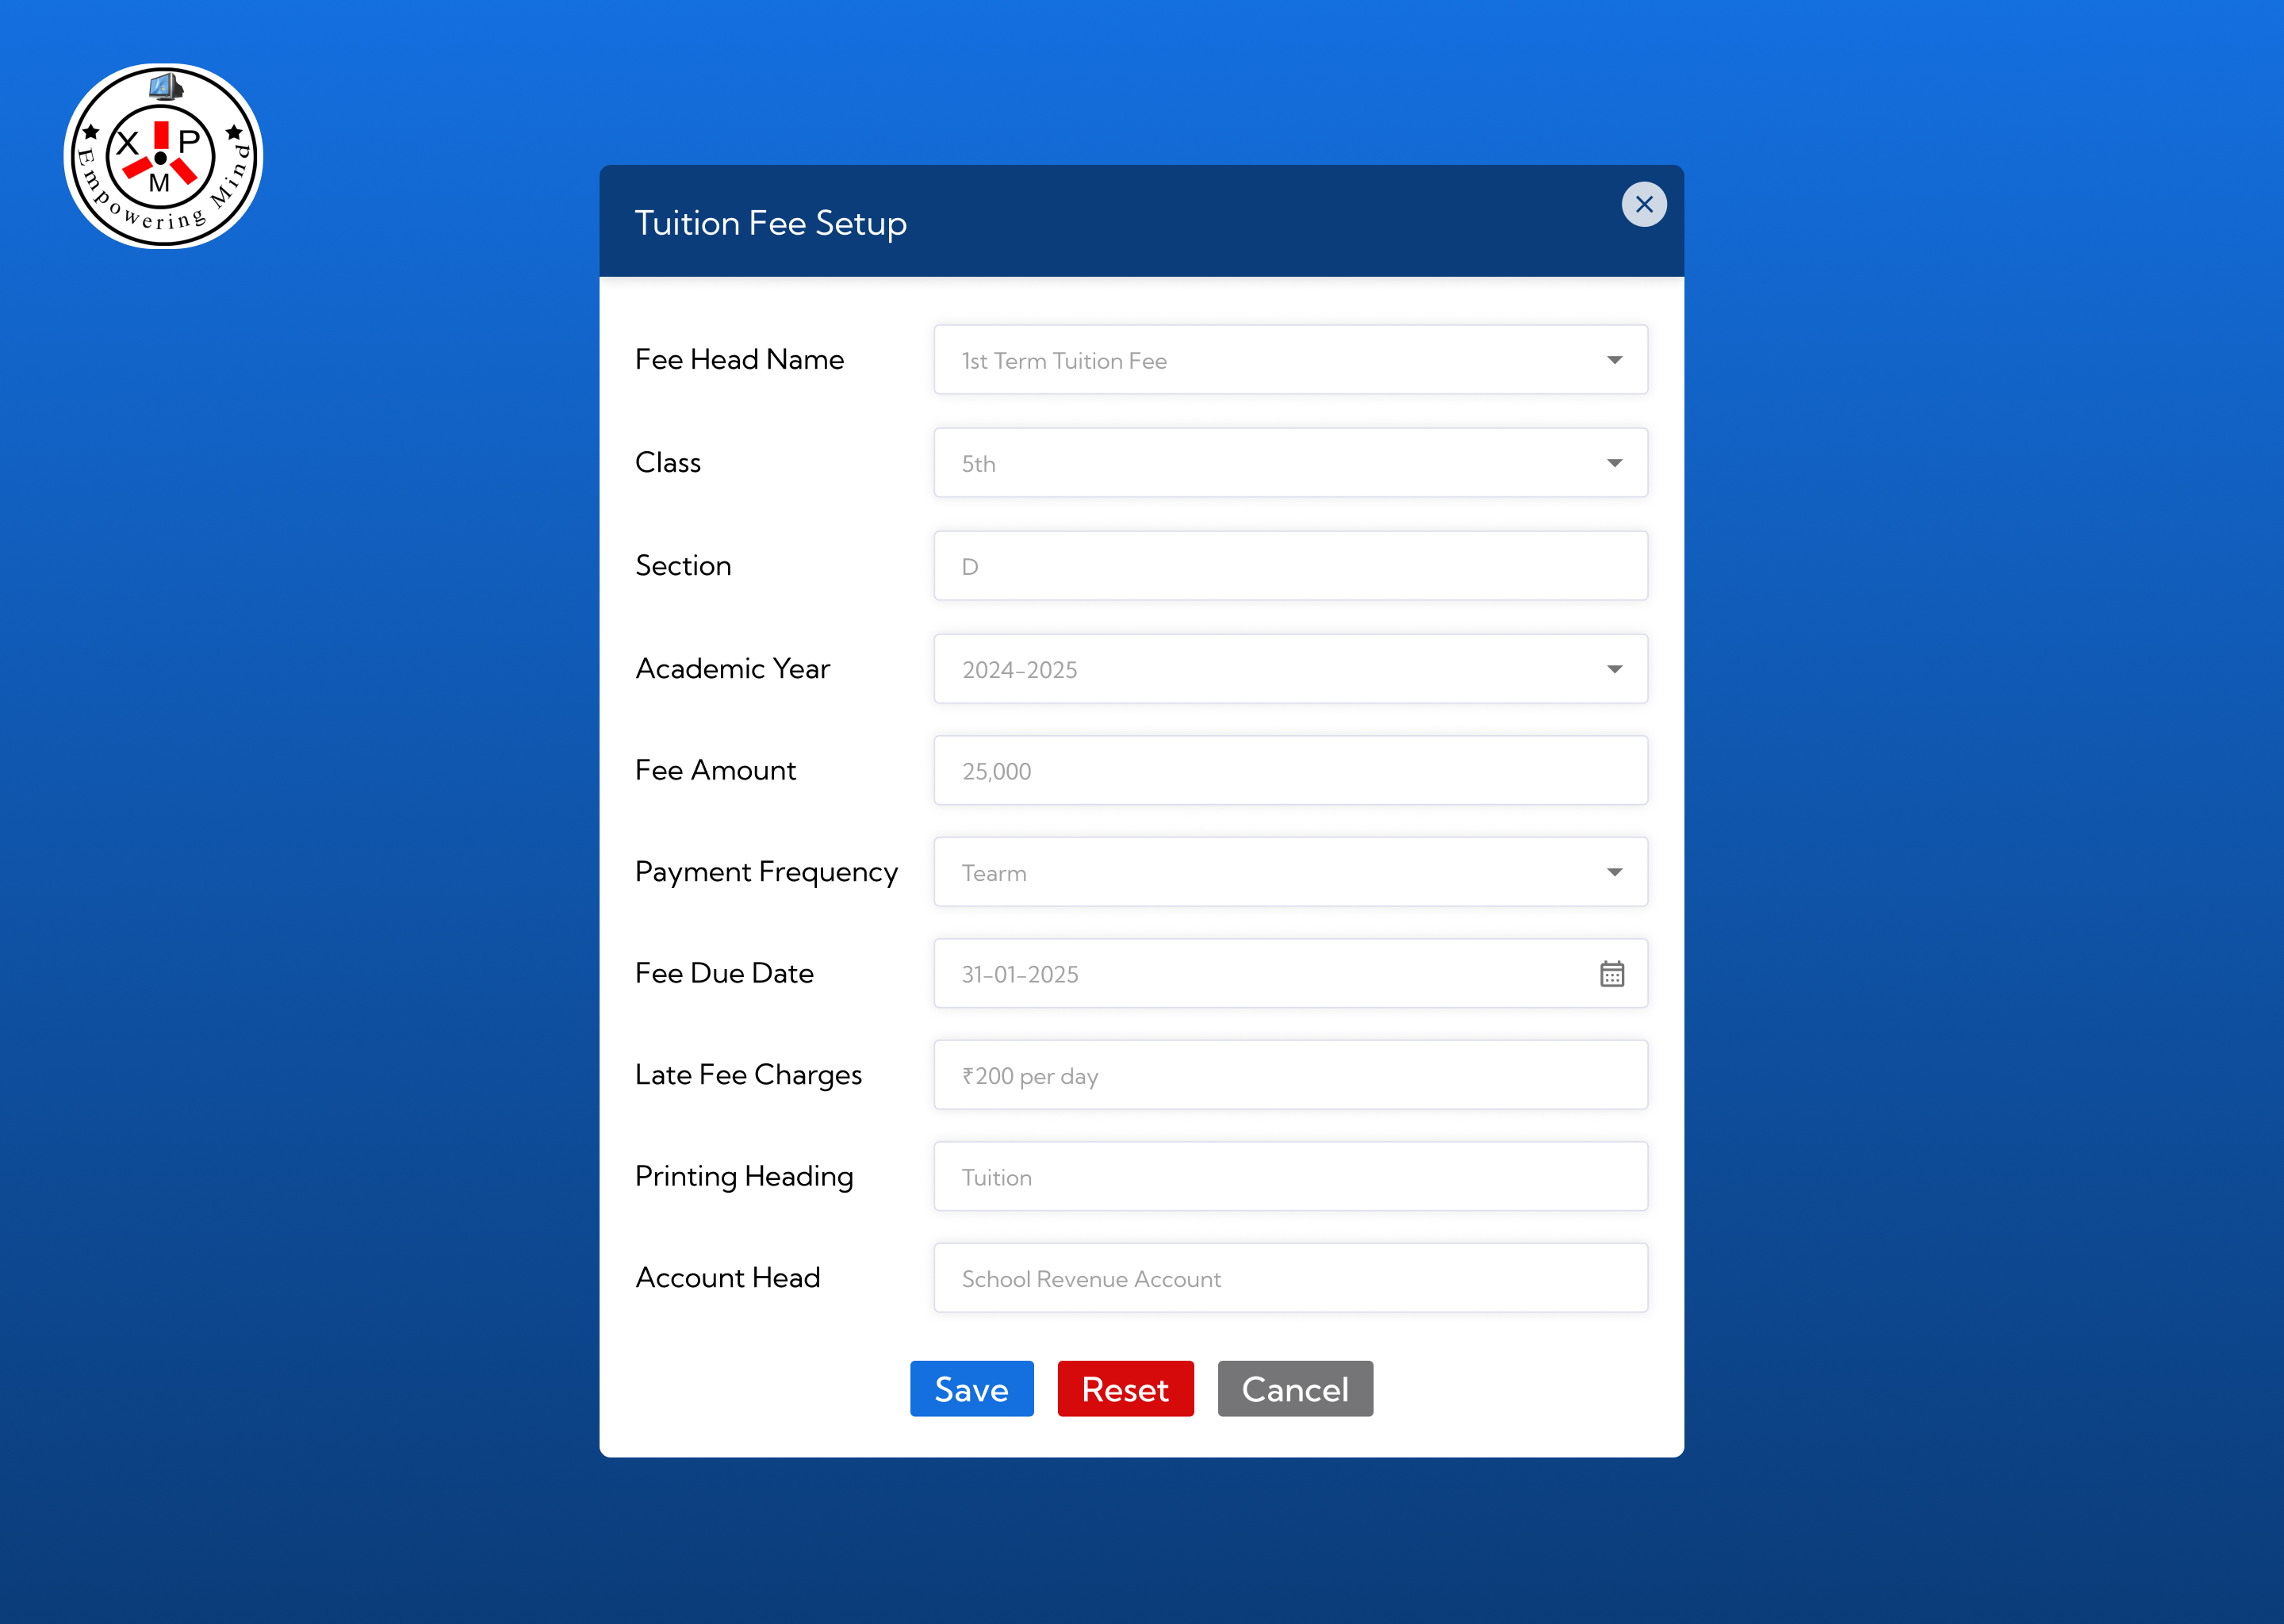 X P
M
Empowering Mind
Tuition Fee Setup
Fee Head Name
1st Term Tuition Fee
Class
5th
Section
D
Academic Year
2024-2025
Fee Amount
25,000
Payment Frequency
Tearm
Fee Due Date
31-01-2025
Late Fee Charges
₹200 per day
Printing Heading
Tuition
Account Head
School Revenue Account
Save Reset Cancel